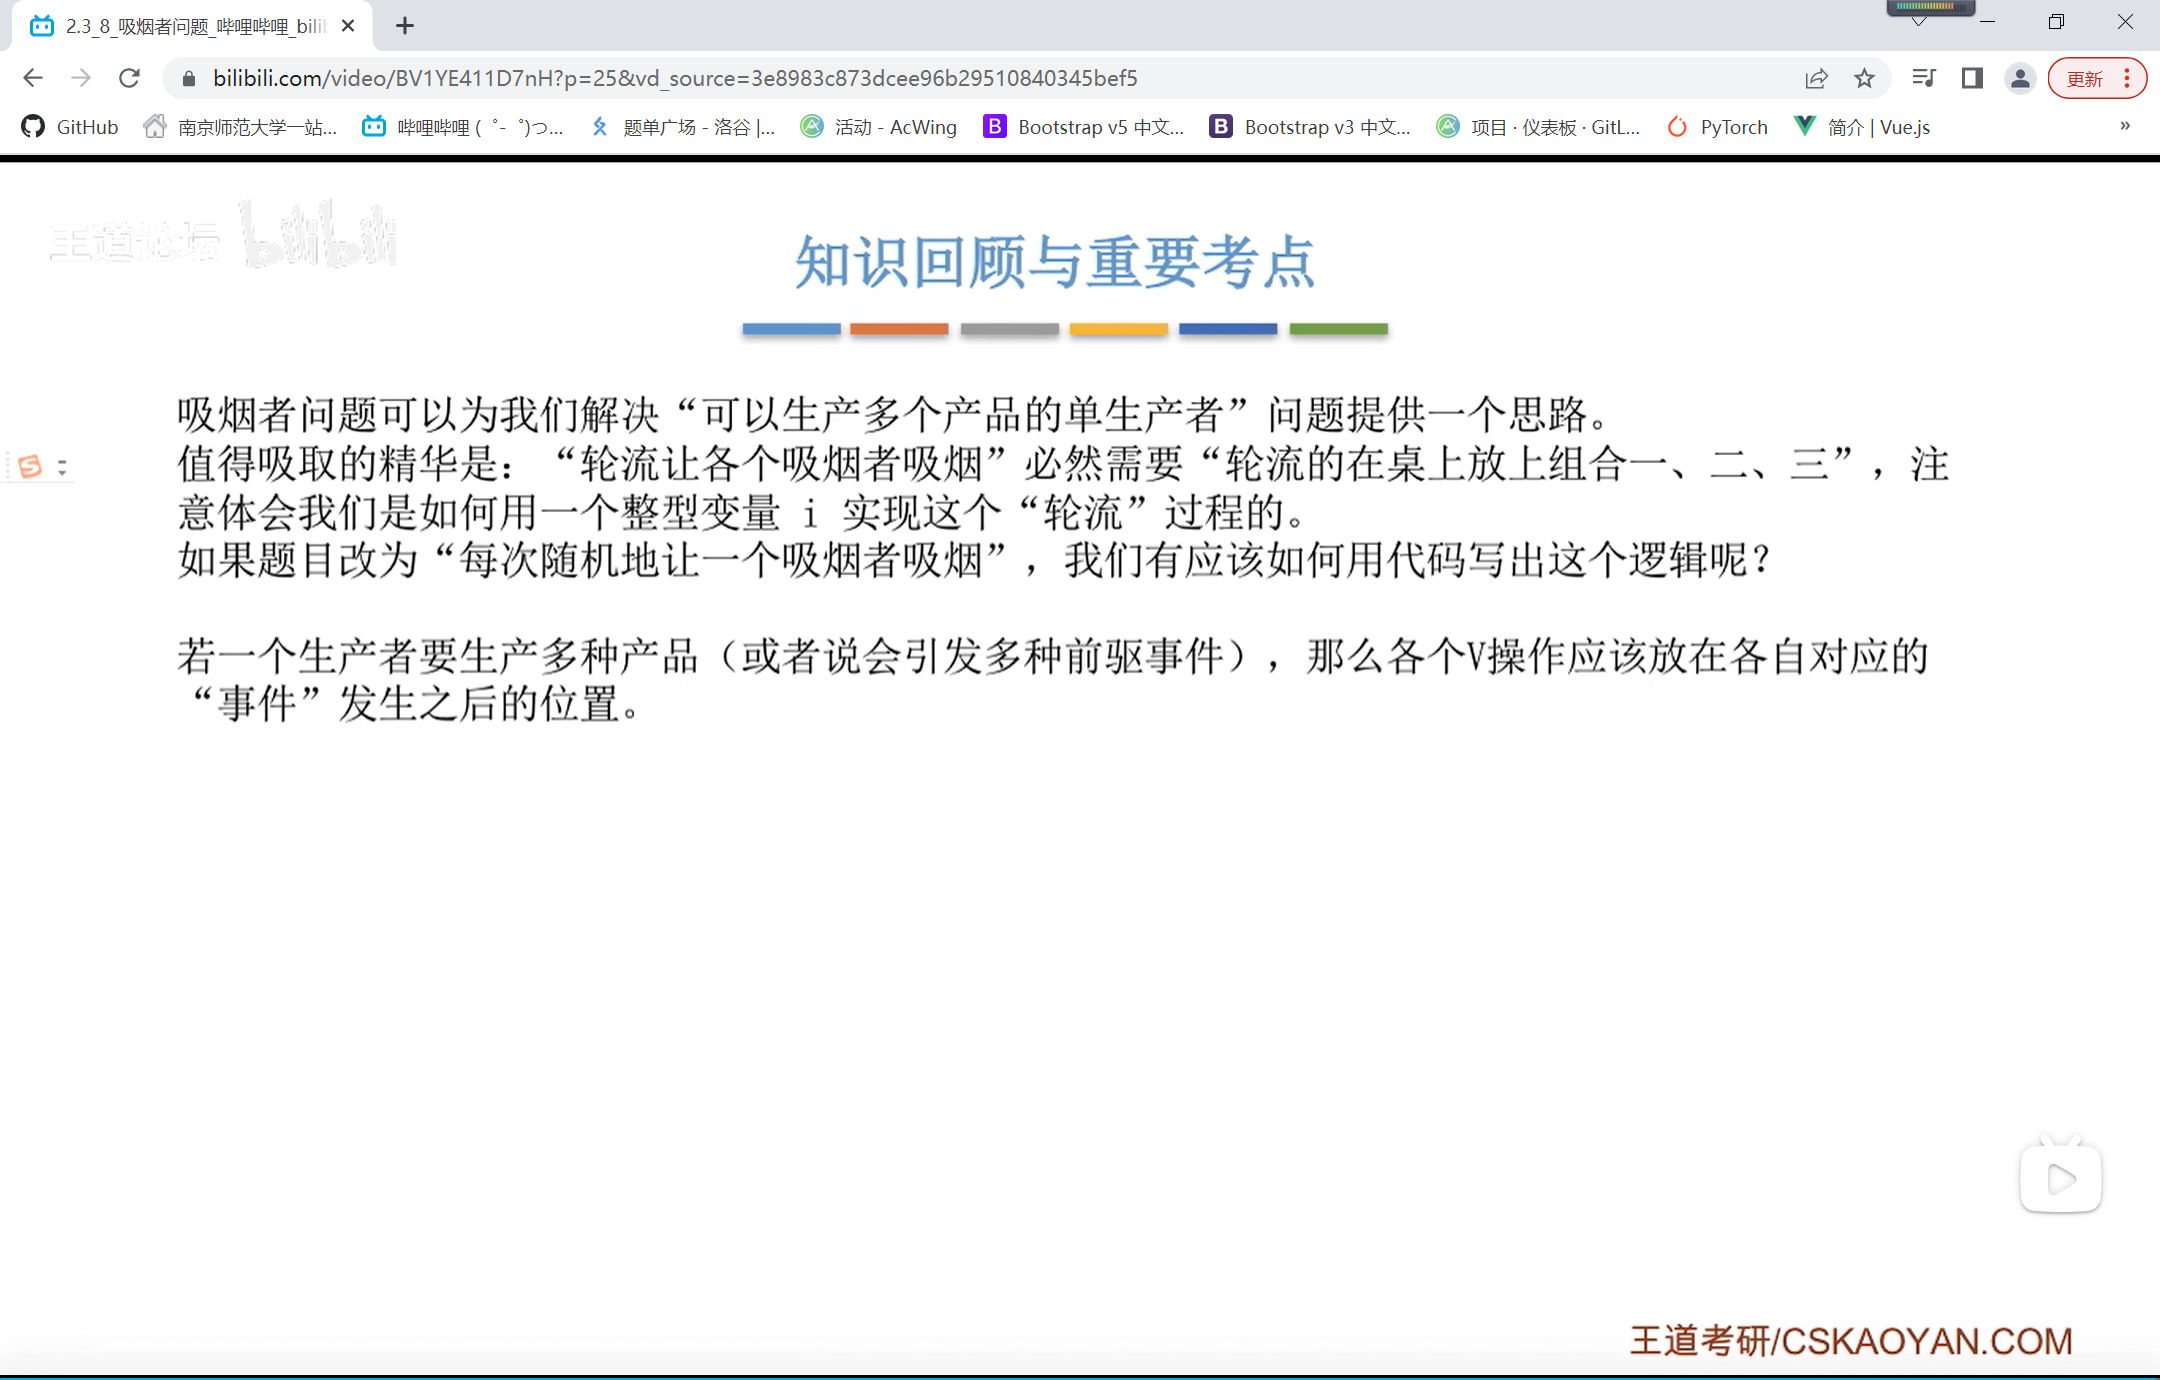 2.3_8_吸烟者问题_哔哩哔哩_bili
bilibili.com/video/BV1YE411D7nH?p=25&vd_source=3e8983c873dcee96b29510840345bef5
更新
GitHub
南京师范大学一站...
哔哩哔哩 (゜-゜)つ...
题单广场 - 洛谷 |...
活动 - AcWing
Bootstrap v5 中文...
Bootstrap v3 中文...
项目 · 仪表板 · GitL...
PyTorch
简介 | Vue.js
»
王道论坛 bilibili
知识回顾与重要考点
吸烟者问题可以为我们解决“可以生产多个产品的单生产者”问题提供一个思路。
值得吸取的精华是：“轮流让各个吸烟者吸烟”必然需要“轮流的在桌上放上组合一、二、三”，注
意体会我们是如何用一个整型变量 i 实现这个“轮流”过程的。
如果题目改为“每次随机地让一个吸烟者吸烟”，我们有应该如何用代码写出这个逻辑呢？
若一个生产者要生产多种产品（或者说会引发多种前驱事件），那么各个V操作应该放在各自对应的
“事件”发生之后的位置。
王道考研/CSKAOYAN.COM